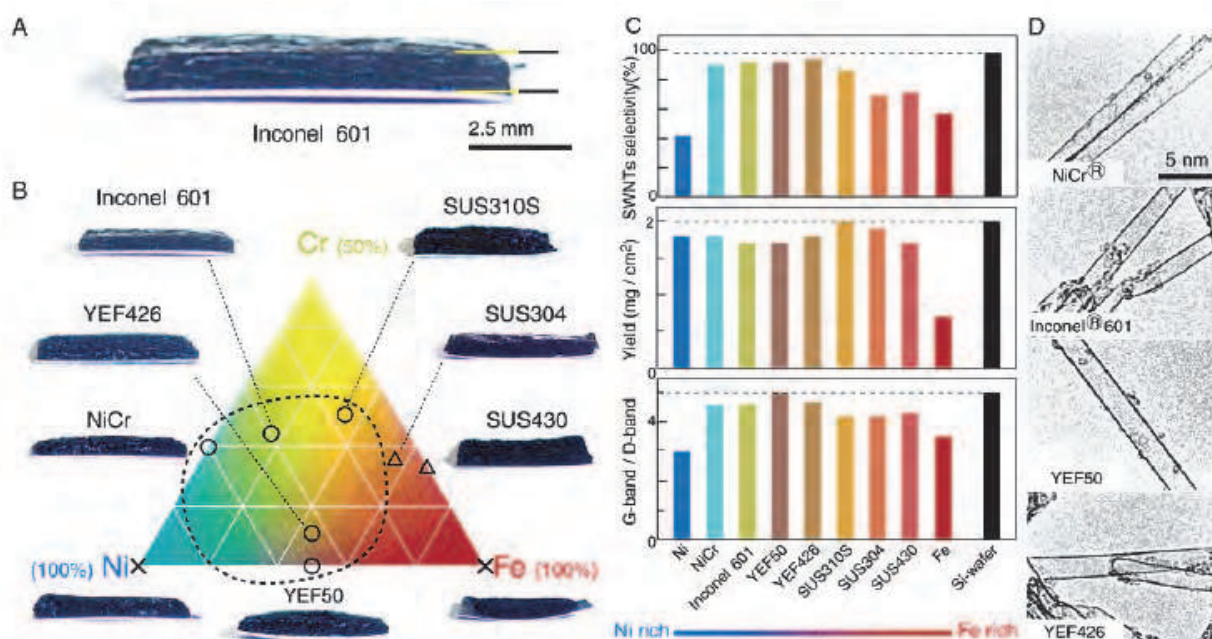 A
Inconel 601
2.5 mm
B
Inconel 601
SUS310S
Cr (50%)
YEF426
SUS304
NiCr
SUS430
(100%) Ni
Fe (100%)
YEF50
C
SWNTs selectivity(%)
100
0
Yield (mg / cm²)
2
0
G-band / D-band
4
0
Ni
NiCr
Inconel 601
YEF50
YEF426
SUS310S
SUS304
SUS430
Fe
Si-wafer
Ni rich
Fe rich
D
NiCr®
5 nm
Inconel®601
YEF50
YEF426